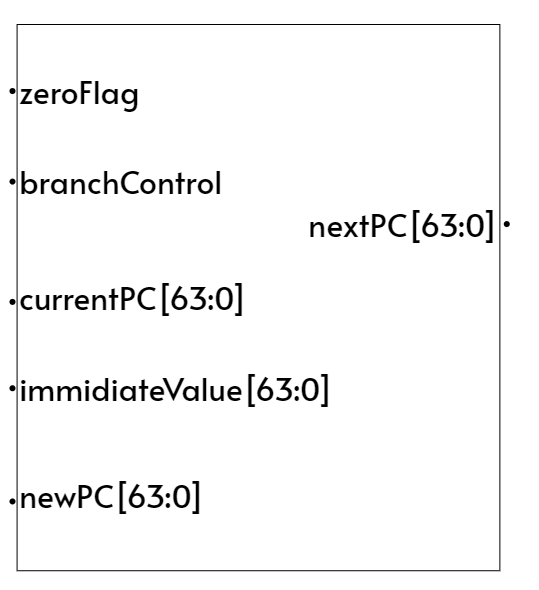 zeroFlag
branchControl
nextPC[63:0]
currentPC[63:0]
immidiateValue[63:0]
newPC[63:0]